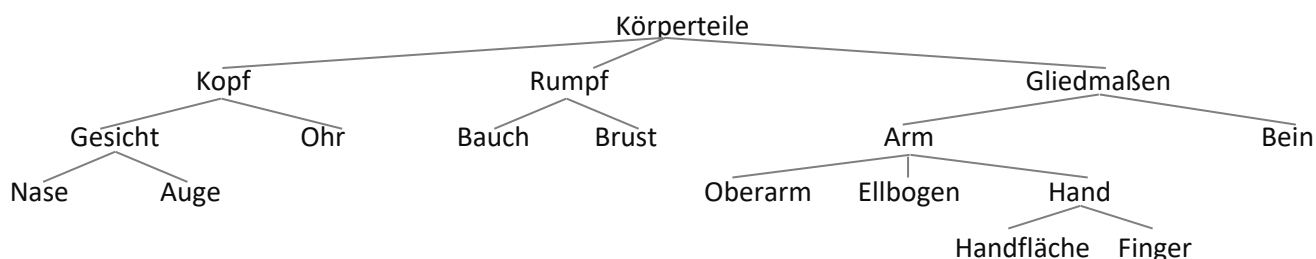 Körperteile
Kopf Rumpf Gliedmaßen
Gesicht Ohr Bauch Brust Arm Bein
Nase Auge Oberarm Ellbogen Hand
Handfläche Finger